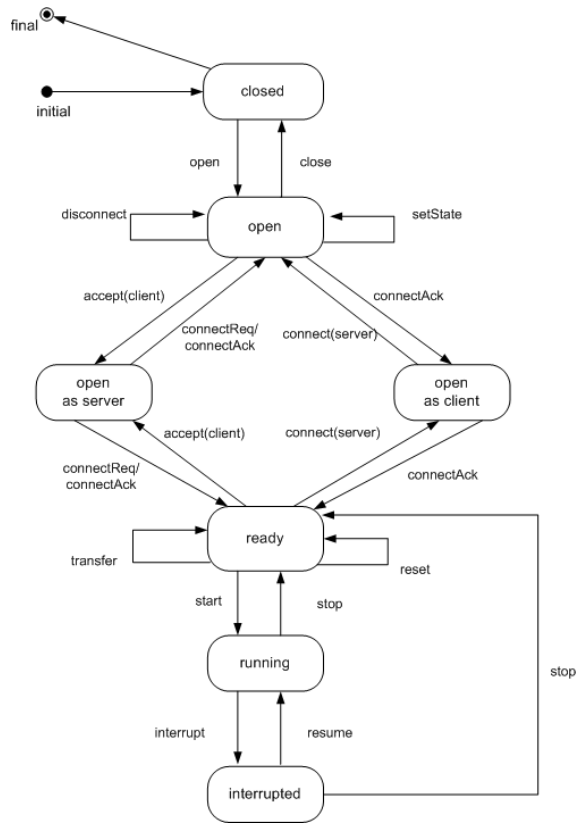 final
closed
initial
open
close
disconnect
setState
open
accept(client)
connectAck
connectReq/
connectAck
connect(server)
open
as server
open
as client
accept(client)
connect(server)
connectReq/
connectAck
connectAck
ready
transfer
reset
start
stop
running
stop
interrupt
resume
interrupted